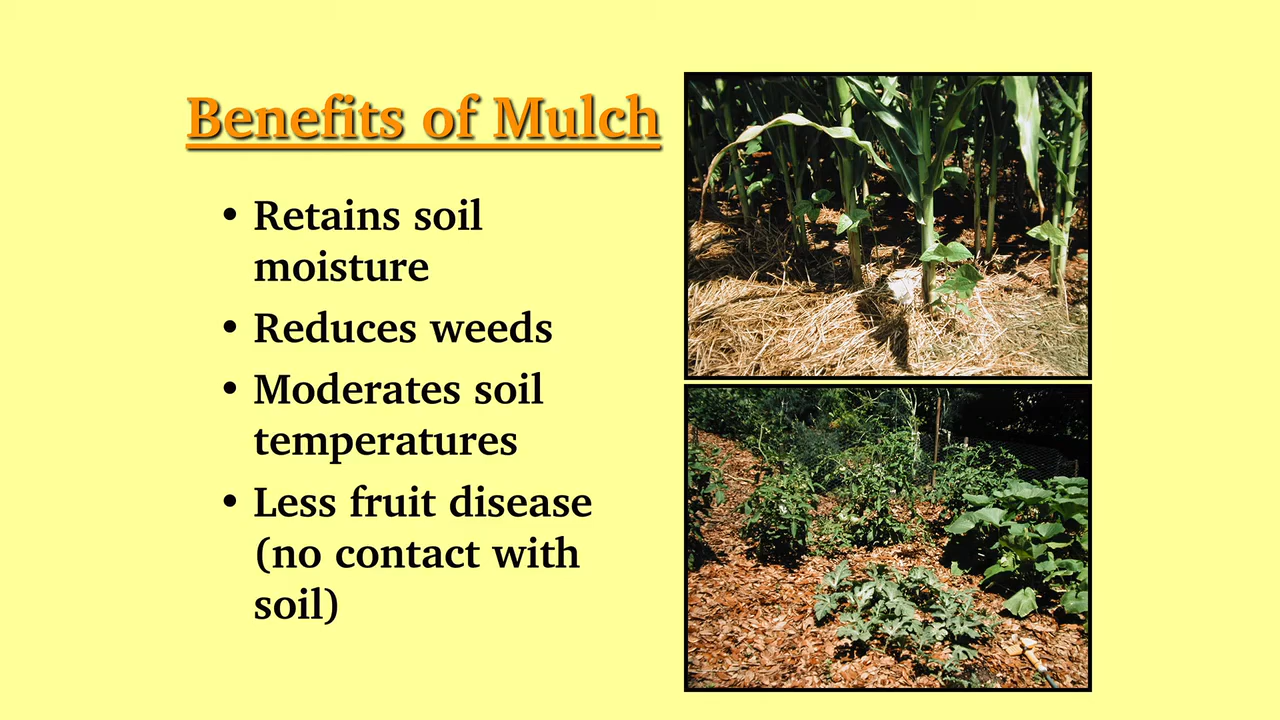 Benefits of Mulch
• Retains soil
moisture
• Reduces weeds
• Moderates soil
temperatures
• Less fruit disease
(no contact with
soil)